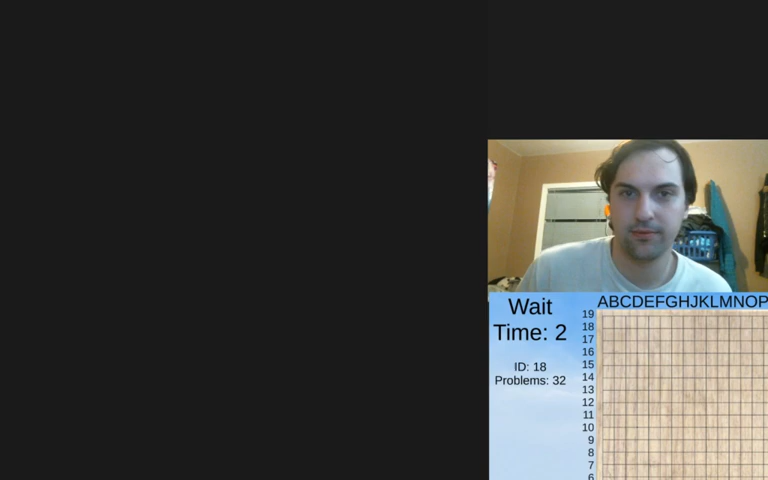 Wait
Time: 2
ID: 18
Problems: 32
ABCDEFGHJKLMNOP
19
18
17
16
15
14
13
12
11
10
9
8
7
6